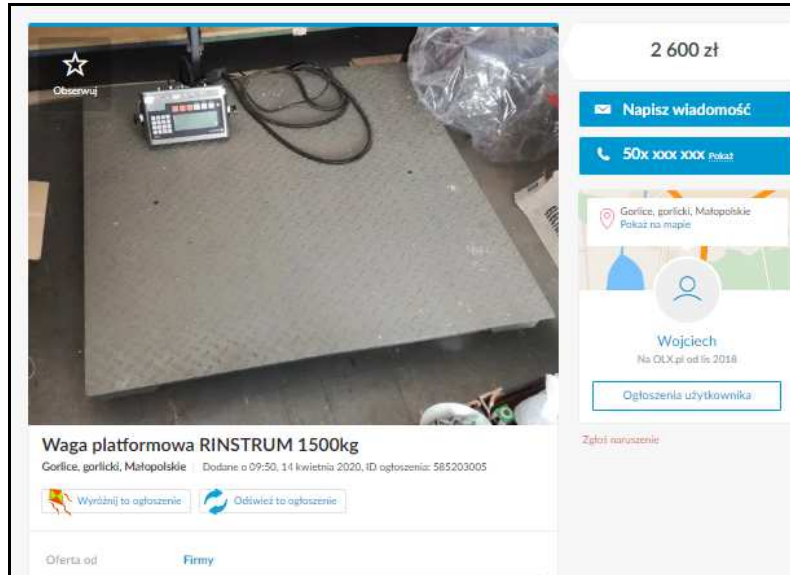 Obserwuj
2 600 zł
Napisz wiadomość
50x xxx xxx Pokaż
Gorlice, gorlicki, Małopolskie
Pokaż na mapie
Wojciech
Na OLX.pl od lis 2018
Ogłoszenia użytkownika
Zgłoś naruszenie
Waga platformowa RINSTRUM 1500kg
Gorlice, gorlicki, Małopolskie Dodane o 09:50, 14 kwietnia 2020, ID ogłoszenia: 585203005
Wyróżnij to ogłoszenie Odśwież to ogłoszenie
Oferta od Firmy